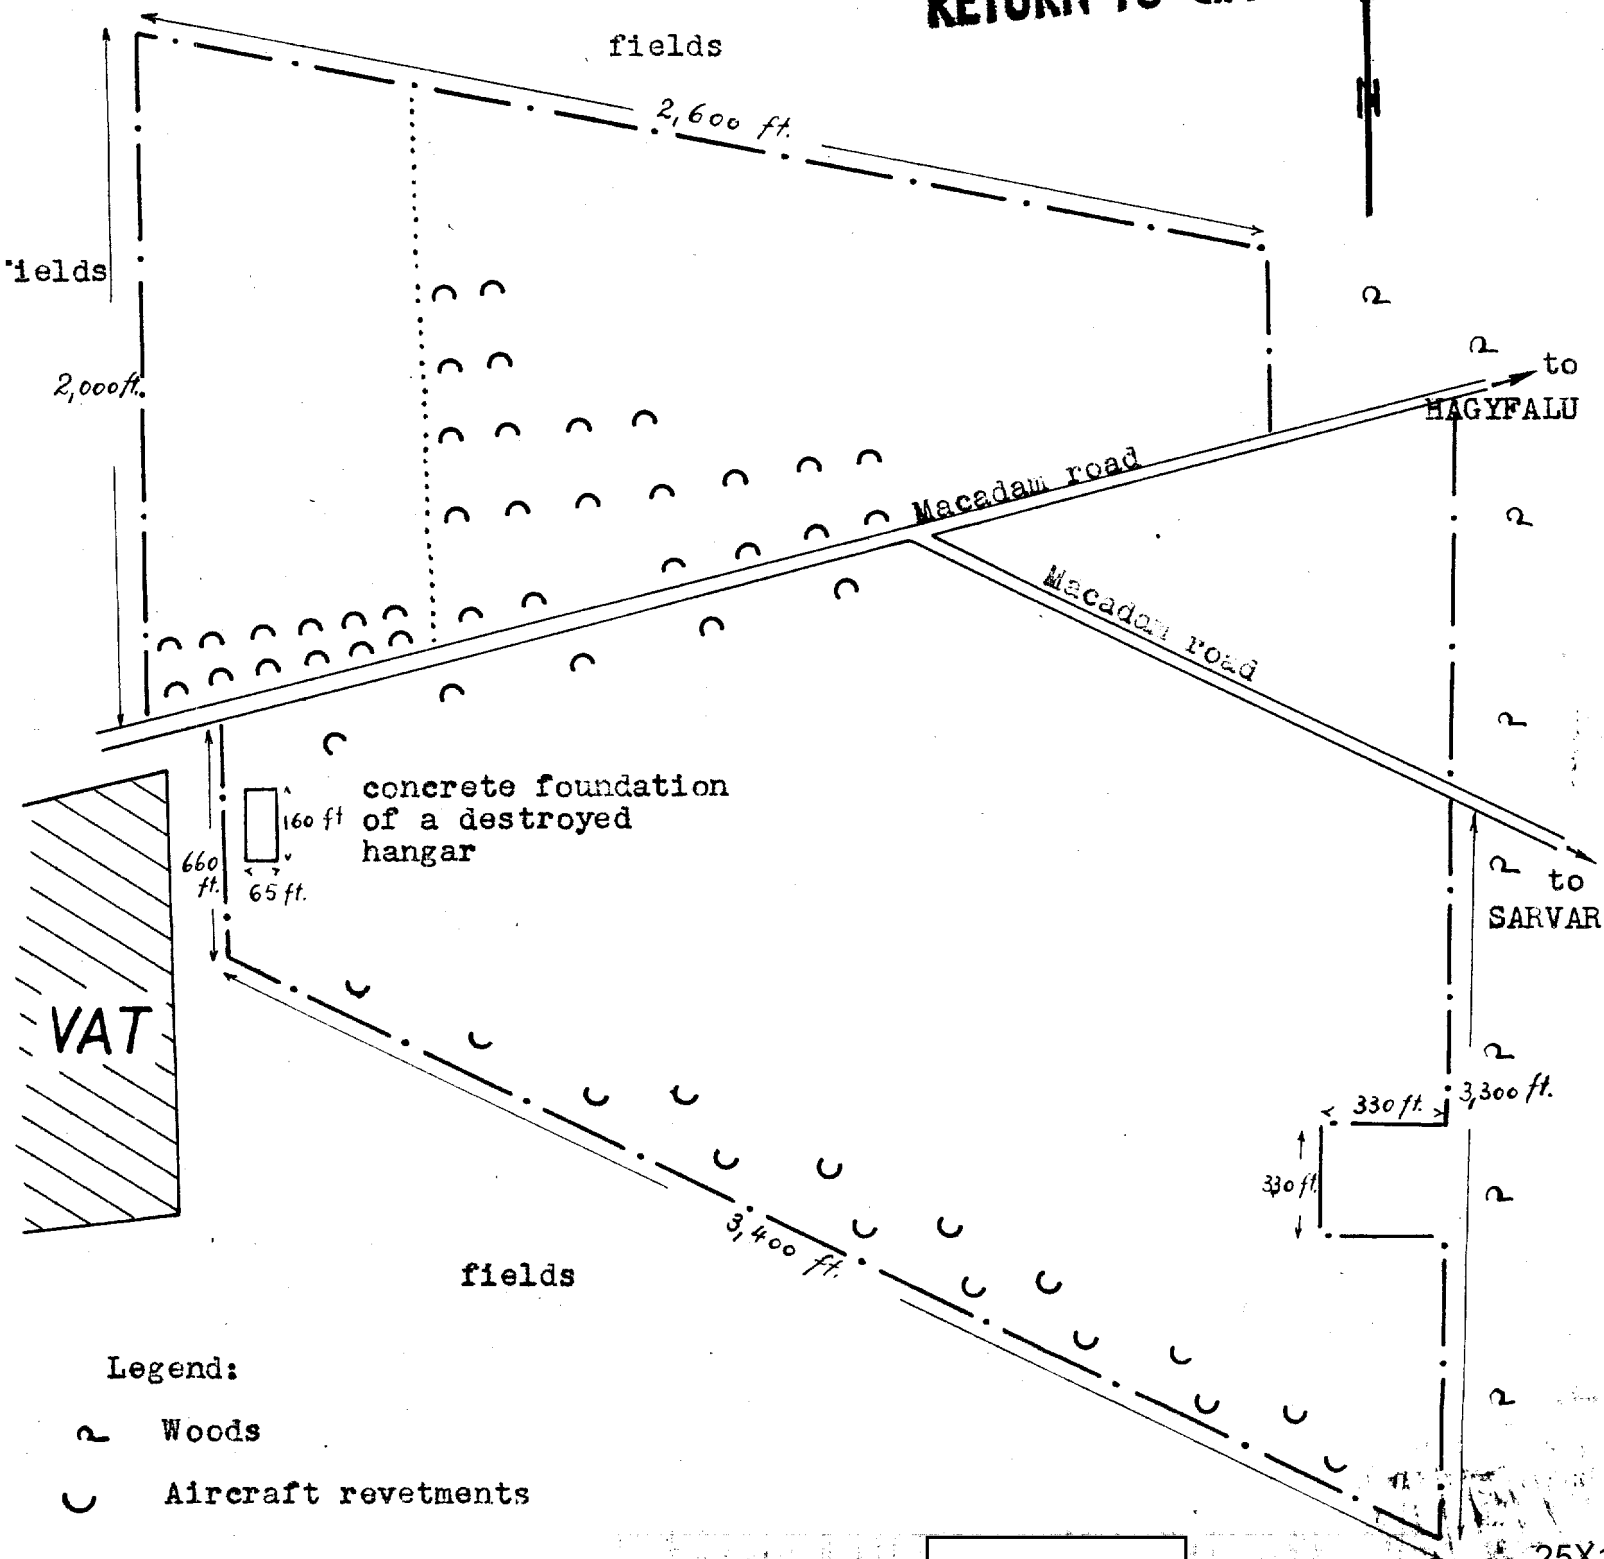 RETURN TO
fields
2,600 ft.
N
ields
2,000 ft.
to
HAGYFALU
Macadam road
Macadam road
concrete foundation
of a destroyed
hangar
160 ft
65 ft.
660
ft.
to
SARVAR
VAT
330 ft.
3,300 ft.
330 ft
3,400 ft.
fields
Legend:
Woods
Aircraft revetments